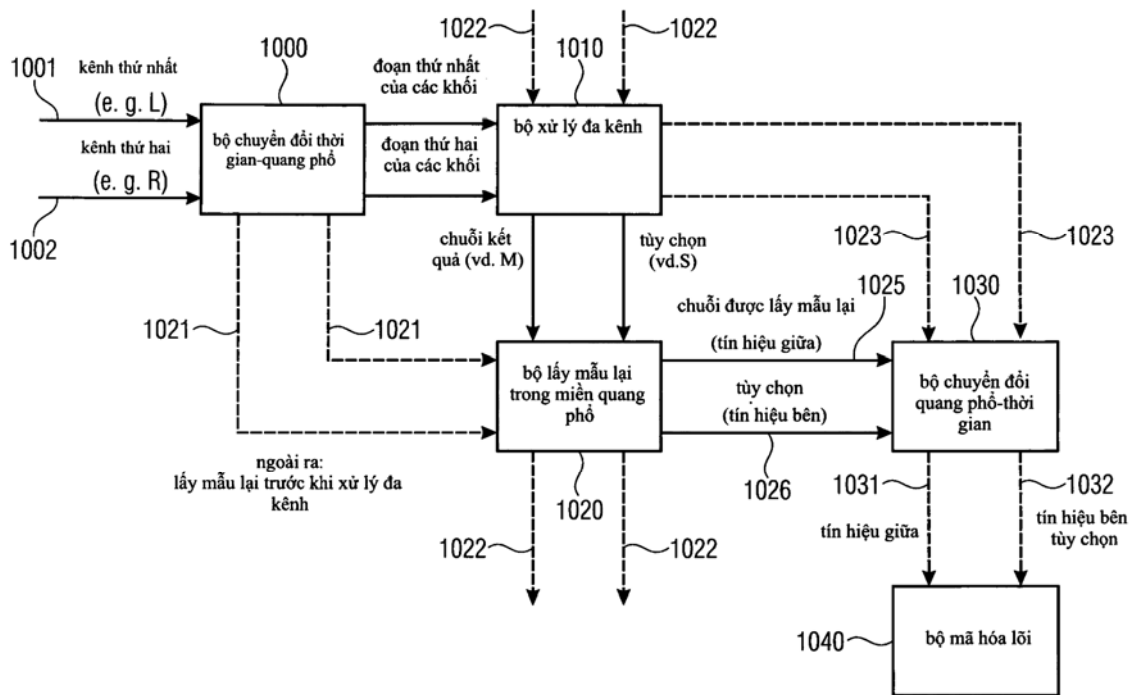 1022
1022
1000
1010
1001
kênh thứ nhất
(e. g. L)
đoạn thứ nhất
của các khối
bộ chuyển đổi thời
gian-quang phổ
bộ xử lý đa kênh
kênh thứ hai
(e. g. R)
đoạn thứ hai
của các khối
1002
chuỗi kết
quả (vd. M)
tùy chọn
(vd.S)
1023
1023
1021
1021
chuỗi được lấy mẫu lại
1025
1030
(tín hiệu giữa)
bộ lấy mẫu lại
trong miền quang
phổ
tùy chọn
(tín hiệu bên)
bộ chuyển đổi
quang phổ-thời
gian
ngoài ra:
lấy mẫu lại trước khi xử lý đa
kênh
1020
1026
1031
1032
1022
1022
tín hiệu giữa
tín hiệu bên
tùy chọn
1040
bộ mã hóa lõi